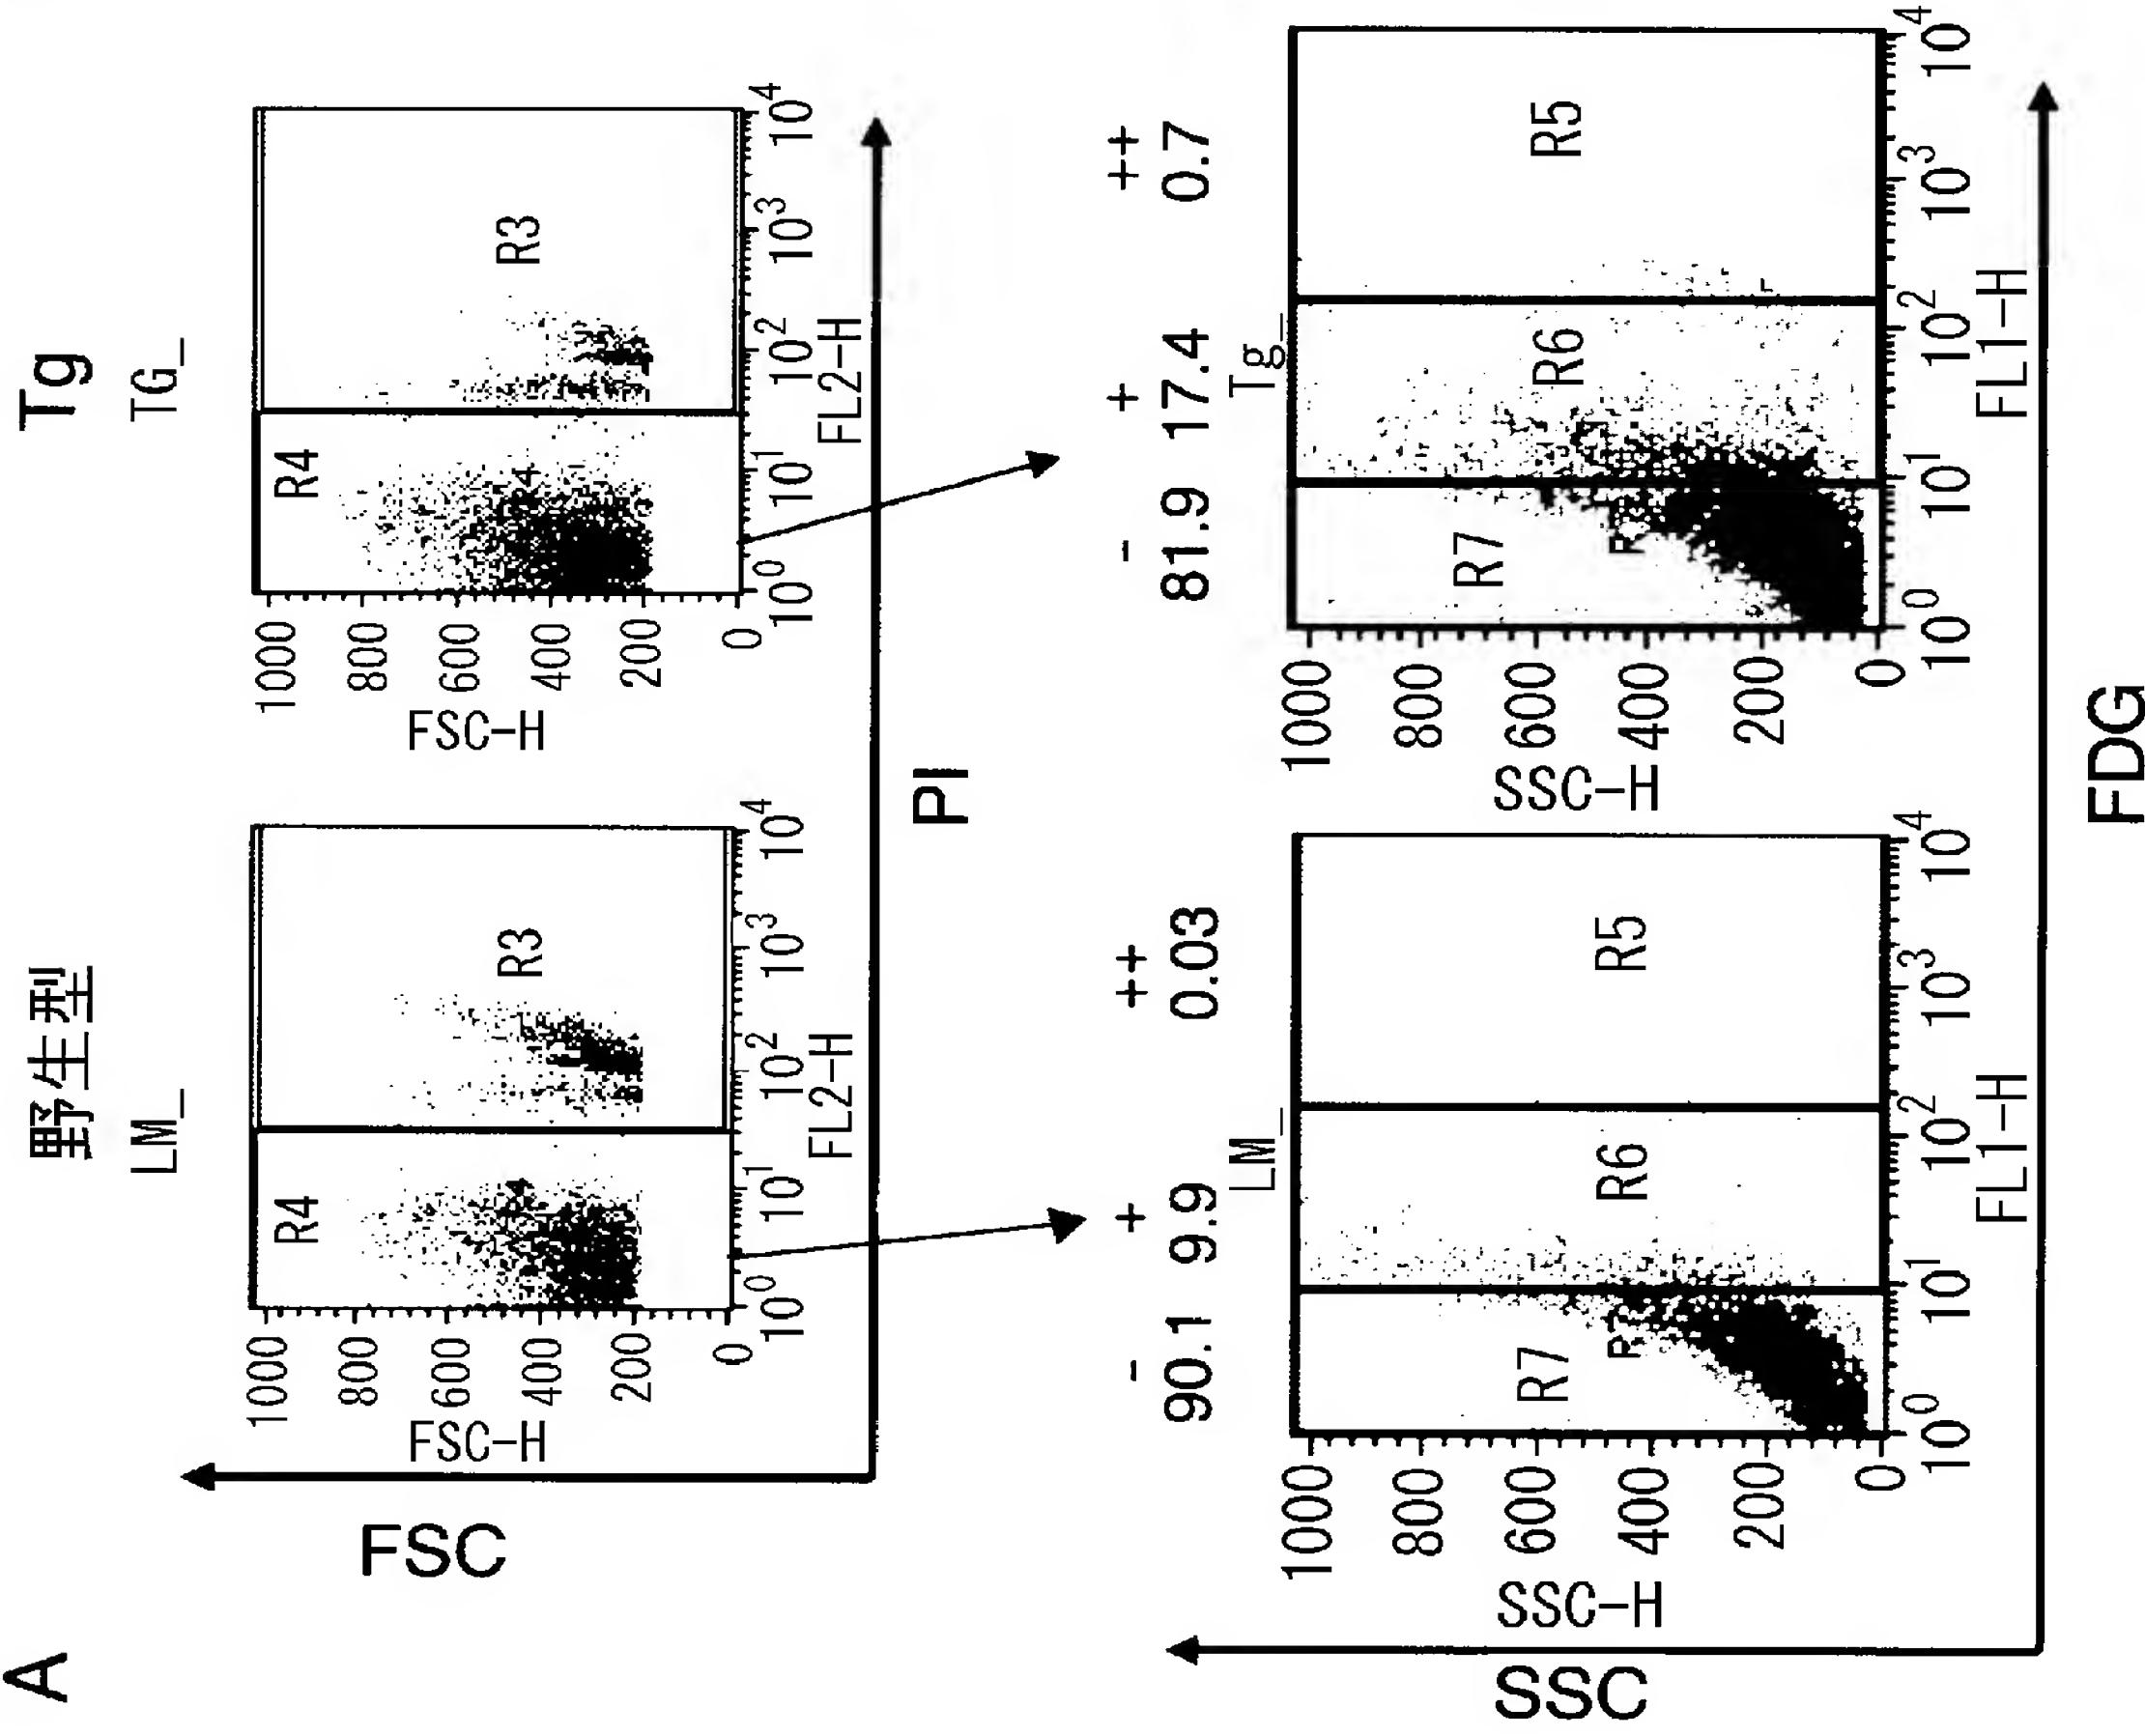 A
野生型
Tg
LM_
TG_
R4
R3
R4
R3
R4
R4
FSC
FSC-H
1000
800
600
400
200
0
10^0
10^1
10^2
10^3
10^4
FL2-H
FSC-H
1000
800
600
400
200
0
10^0
10^1
10^2
10^3
10^4
FL2-H
PI
- + ++
90.1 9.9 0.03
- + ++
81.9 17.4 0.7
LM_
Tg_
R7
R6
R5
R7
R6
R5
SSC
SSC-H
1000
800
600
400
200
0
10^0
10^1
10^2
10^3
10^4
FL1-H
SSC-H
1000
800
600
400
200
0
10^0
10^1
10^2
10^3
10^4
FL1-H
FDG